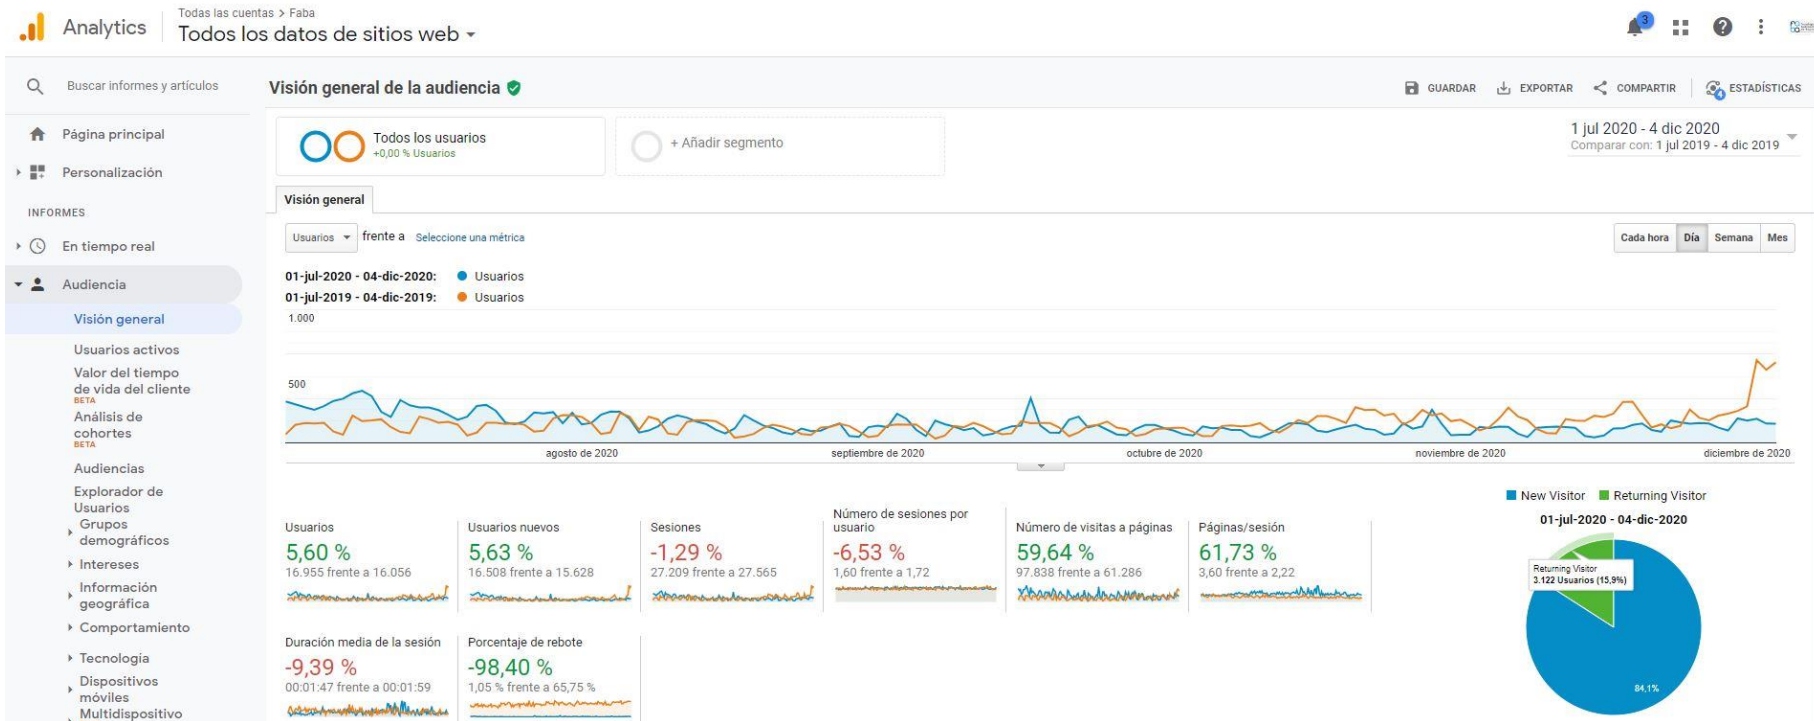 Analytics
Todas las cuentas > Faba
Todos los datos de sitios web
3
Buscar informes y artículos
Página principal
Personalización
INFORMES
En tiempo real
Audiencia
Visión general
Usuarios activos
Valor del tiempo
de vida del cliente
BETA
Análisis de
cohortes
BETA
Audiencias
Explorador de
Usuarios
Grupos
demográficos
Intereses
Información
geográfica
Comportamiento
Tecnología
Dispositivos
móviles
Multidispositivo
Visión general de la audiencia
GUARDAR
EXPORTAR
COMPARTIR
4
ESTADÍSTICAS
Todos los usuarios
+0,00 % Usuarios
+ Añadir segmento
1 jul 2020 - 4 dic 2020
Comparar con: 1 jul 2019 - 4 dic 2019
Visión general
Usuarios frente a Seleccione una métrica
Cada hora Día Semana Mes
01-jul-2020 - 04-dic-2020: Usuarios
01-jul-2019 - 04-dic-2019: Usuarios
1.000
500
agosto de 2020 septiembre de 2020 octubre de 2020 noviembre de 2020 diciembre de 2020
Usuarios
5,60 %
16.955 frente a 16.056
Usuarios nuevos
5,63 %
16.508 frente a 15.628
Sesiones
-1,29 %
27.209 frente a 27.565
Número de sesiones por
usuario
-6,53 %
1,60 frente a 1,72
Número de visitas a páginas
59,64 %
97.838 frente a 61.286
Páginas/sesión
61,73 %
3,60 frente a 2,22
Duración media de la sesión
-9,39 %
00:01:47 frente a 00:01:59
Porcentaje de rebote
-98,40 %
1,05 % frente a 65,75 %
New Visitor Returning Visitor
01-jul-2020 - 04-dic-2020
Returning Visitor
3.122 Usuarios (15,9%)
84,1%